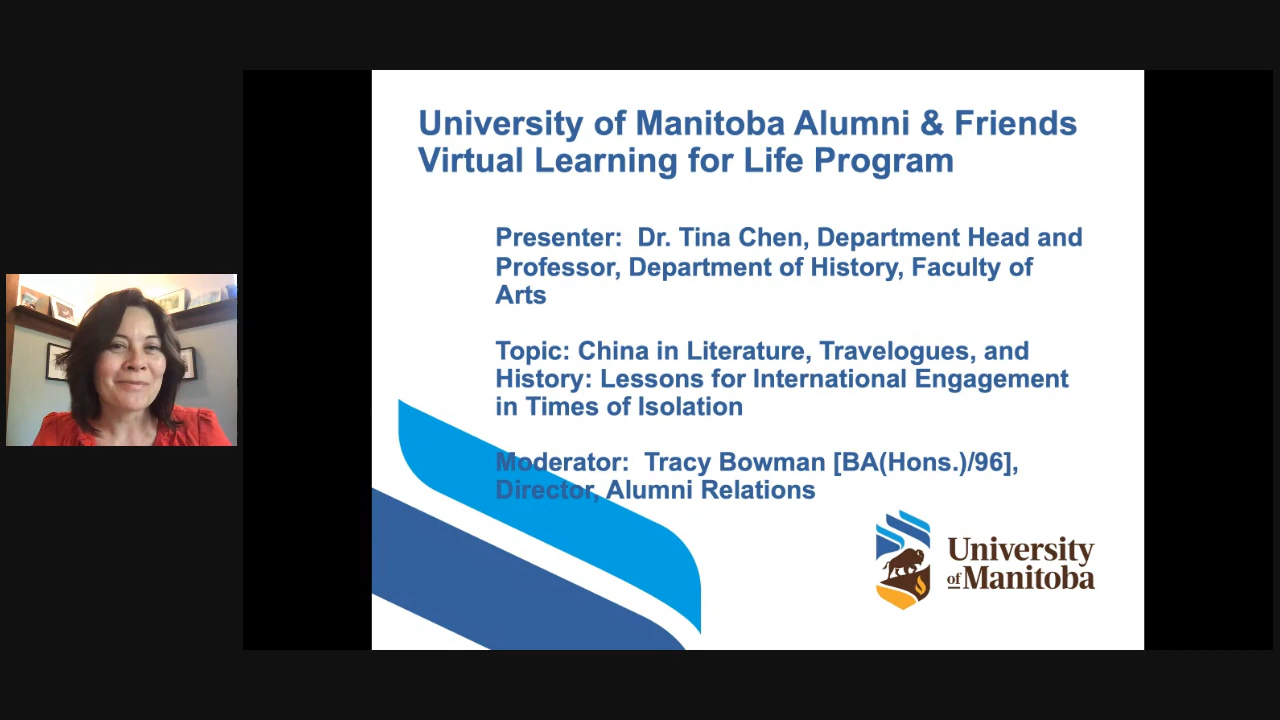 University of Manitoba Alumni & Friends
Virtual Learning for Life Program
Presenter:  Dr. Tina Chen, Department Head and
Professor, Department of History, Faculty of
Arts
Topic: China in Literature, Travelogues, and
History: Lessons for International Engagement
in Times of Isolation
Moderator:  Tracy Bowman [BA(Hons.)/96],
Director, Alumni Relations
University
of Manitoba